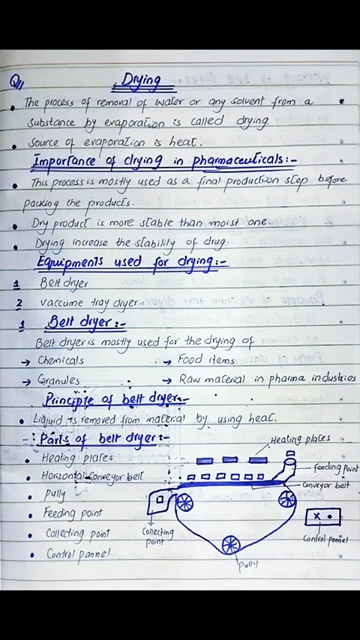 Q// Drying
• The process of removal of water or any solvent from a
substance by evaporation is called drying.
• Source of evaporation is heat.
Importance of drying in pharmaceuticals:-
• This process is mostly used as a final production step before
packing the products.
• Dry product is more stable than moist one.
• Drying increase the stability of drug.
Equipments used for drying:-
1 Belt dryer
2 vaccume tray dryer
1 Belt dryer:-
Belt dryer is mostly used for the drying of
→ Chemicals → Food items
→ Granules → Raw material in pharma industries
Principle of belt dryer:-
• Liquid is removed from material by using heat.
Parts of belt dryer:-
• Heating plates
• Horizontal conveyor belt
• pully
• Feeding point
• Collecting point
• Control pannel
Heating plates
feeding point
conveyor belt
Collecting
point
Control pannel
pully